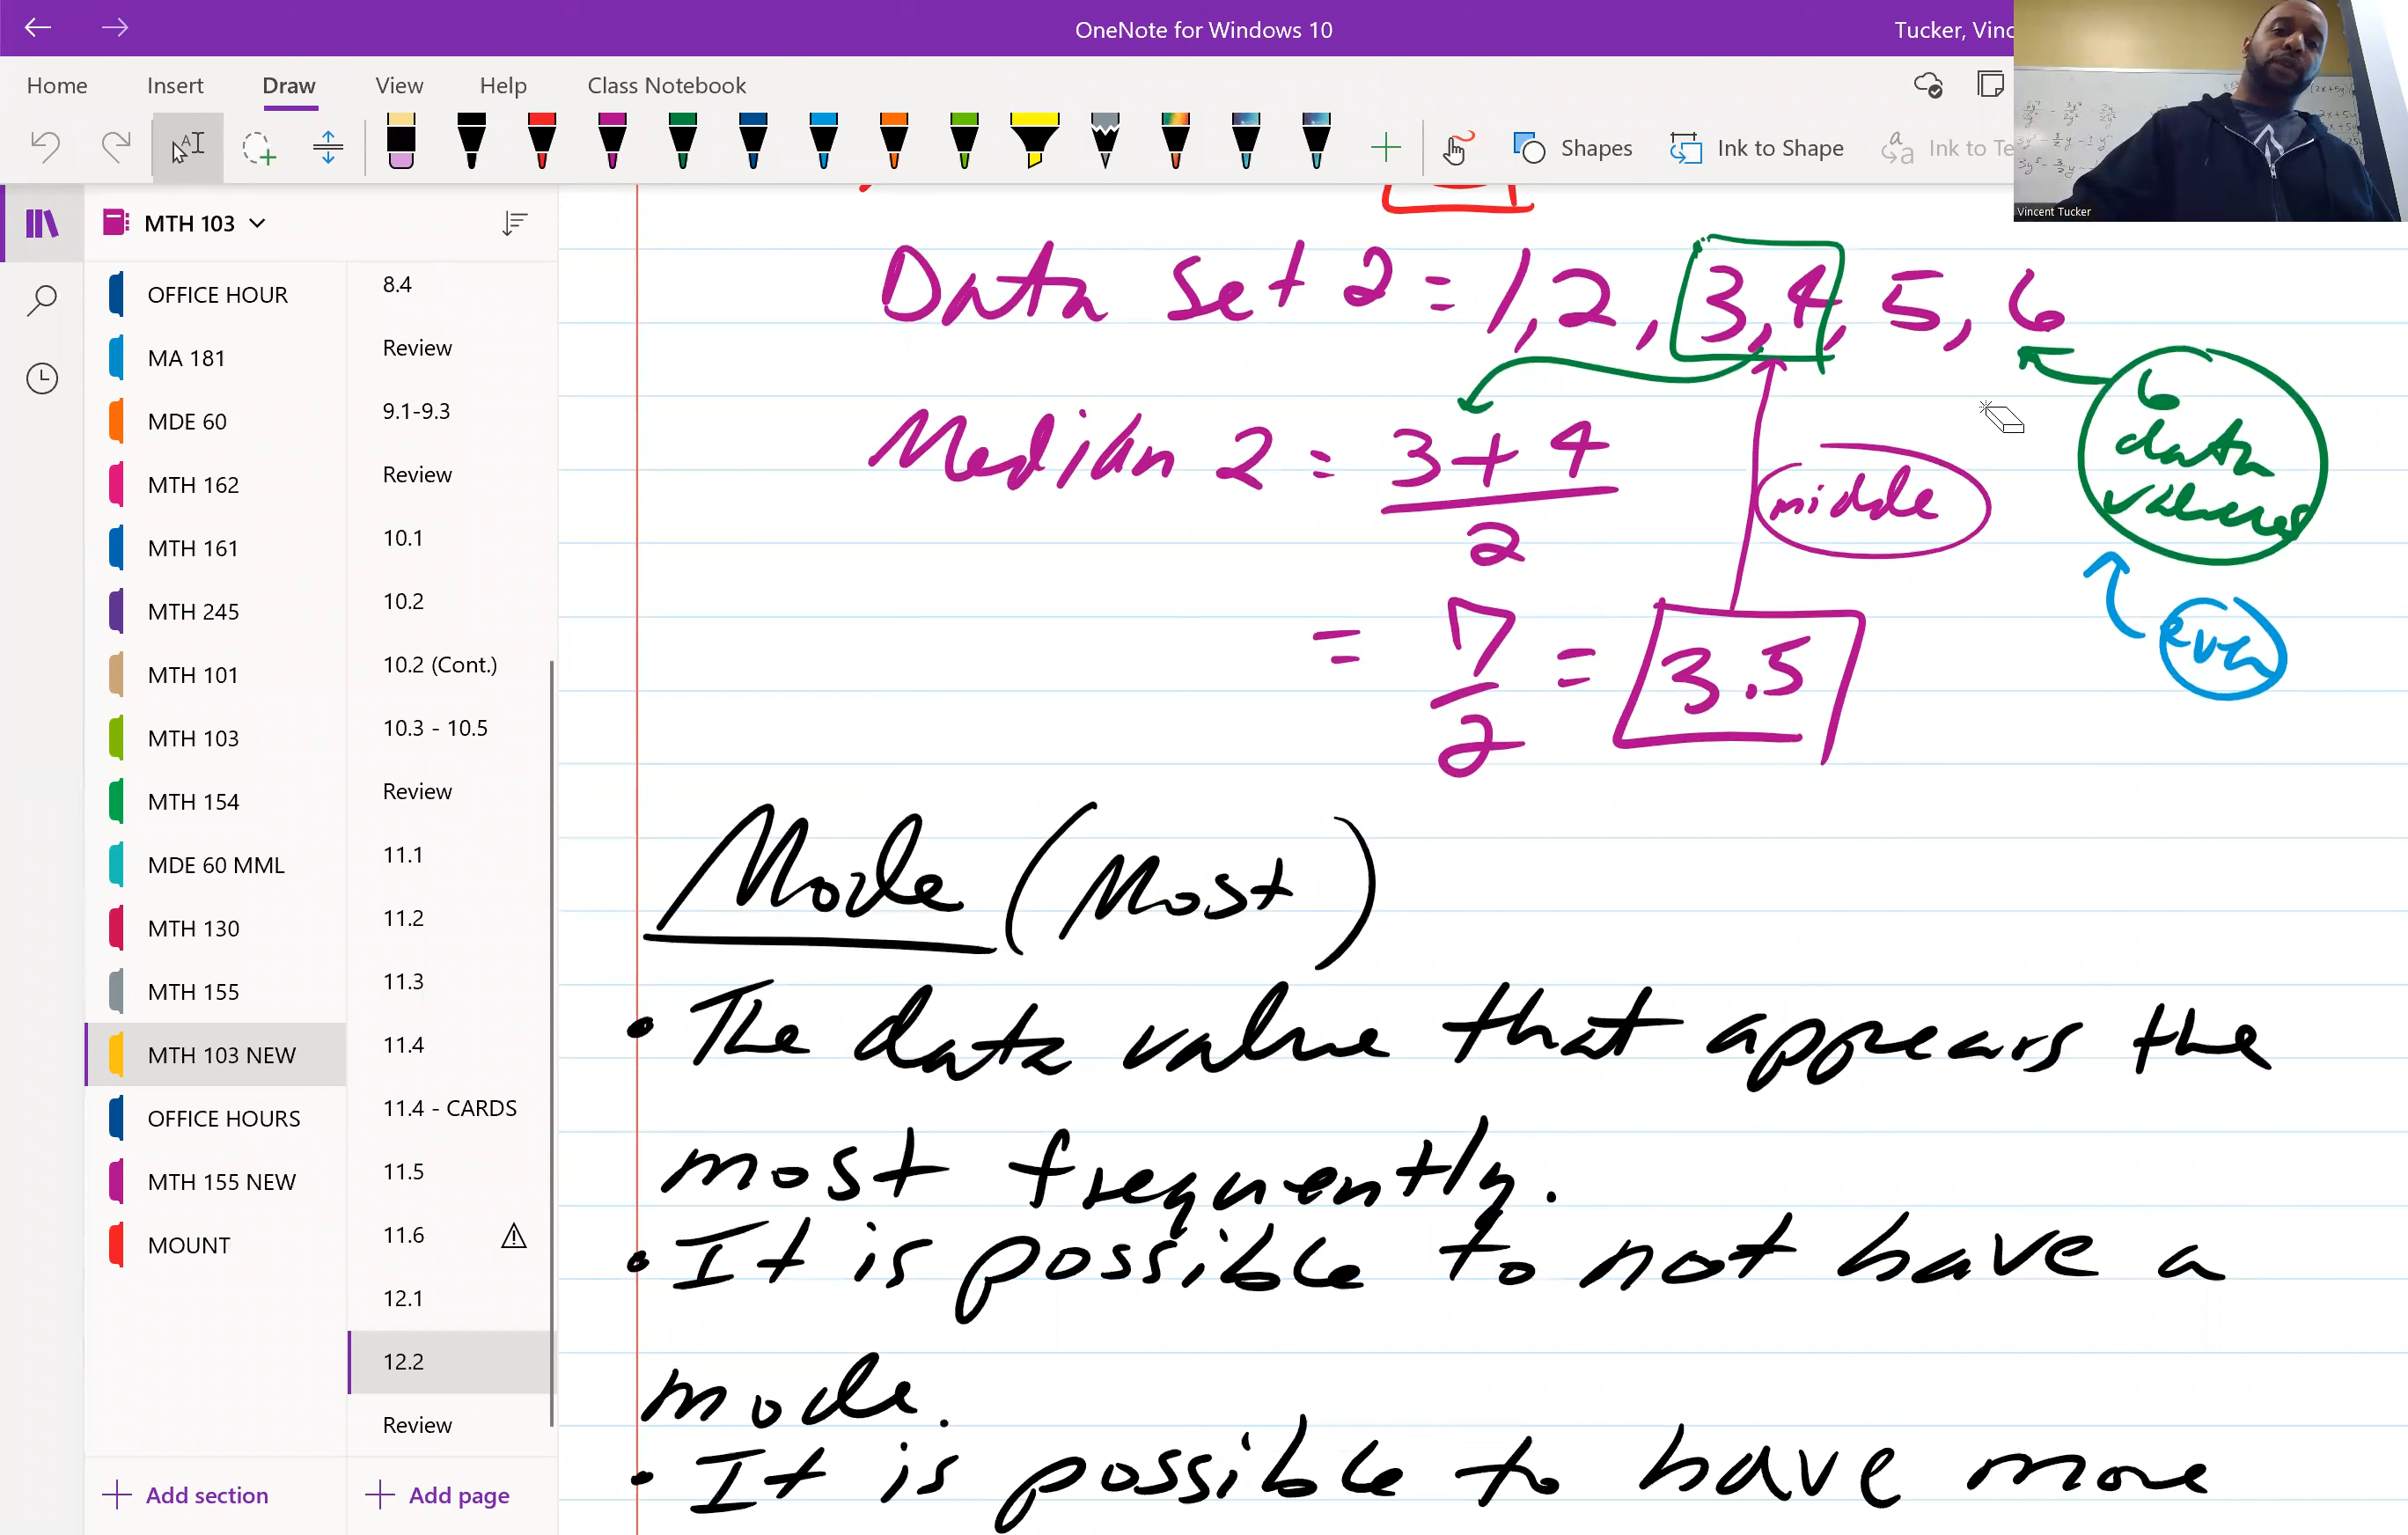 OneNote for Windows 10
Tucker, Vinc
Home Insert Draw View Help Class Notebook
Shapes Ink to Shape Ink to Te
Vincent Tucker
MTH 103
OFFICE HOUR
MA 181
MDE 60
MTH 162
MTH 161
MTH 245
MTH 101
MTH 103
MTH 154
MDE 60 MML
MTH 130
MTH 155
MTH 103 NEW
OFFICE HOURS
MTH 155 NEW
MOUNT
Add section
8.4
Review
9.1-9.3
Review
10.1
10.2
10.2 (Cont.)
10.3 - 10.5
Review
11.1
11.2
11.3
11.4
11.4 - CARDS
11.5
11.6
12.1
12.2
Review
Add page
Data Set 2 = 1, 2, 3, 4, 5, 6
6
data
values
even
Median 2 = 3 + 4
2
middle
= 7 = 3.5
2
Mode (Most)
• The data value that appears the
most frequently.
• It is possible to not have a
mode.
• It is possible to have more